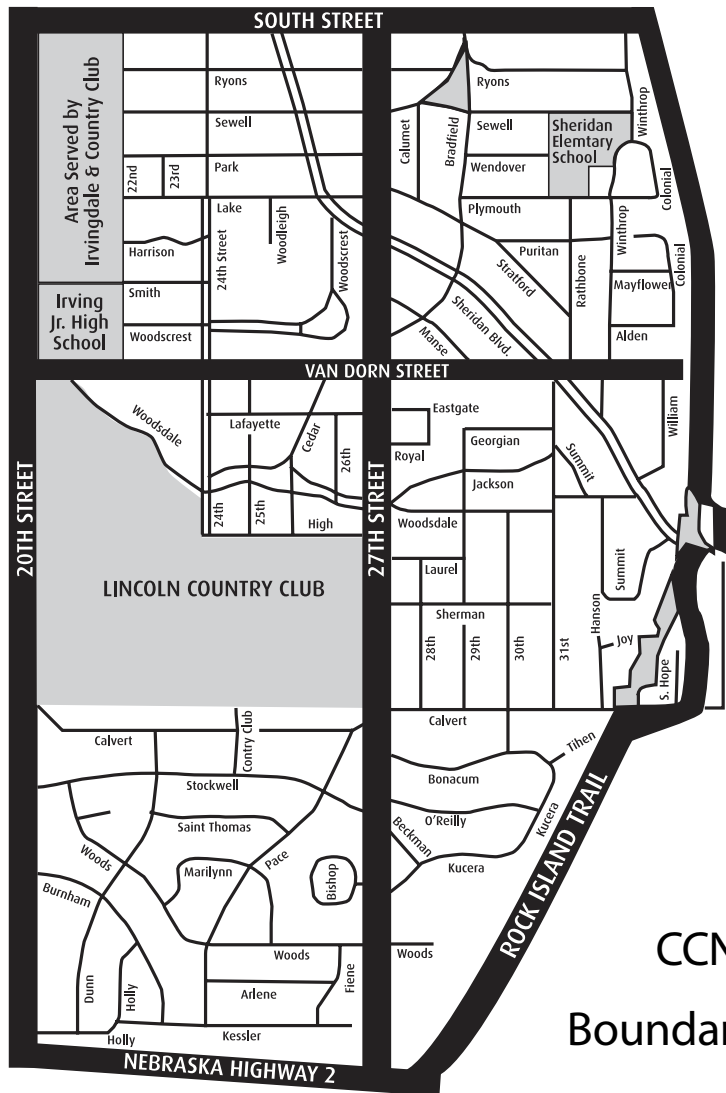 SOUTH STREET
Area Served by
Irvingdale & Country club
Ryons
Sewell
22nd
23rd
Park
Lake
24th Street
Woodleigh
Woodscrest
Harrison
Smith
Irving
Jr. High
School
Woodscrest
Calumet
Bradfield
Ryons
Sewell
Wendover
Sheridan
Elemtary
School
Winthrop
Colonial
Plymouth
Puritan
Stratford
Rathbone
Winthrop
Mayflower
Colonial
Alden
Sheridan Blvd.
Manse
VAN DORN STREET
20TH STREET
27TH STREET
Woodsdale
Lafayette
Cedar
26th
24th
25th
High
LINCOLN COUNTRY CLUB
Eastgate
Royal
Georgian
Jackson
Summit
William
Woodsdale
Laurel
Sherman
28th
29th
30th
31st
Hanson
Joy
Summit
S. Hope
Calvert
Contry Club
Calvert
Stockwell
Saint Thomas
Woods
Marilynn
Pace
Bishop
Burnham
Dunn
Holly
Woods
Arlene
Fiene
Kessler
Holly
Tihen
Bonacum
O'Reilly
Beckman
Kucera
Kucera
Woods
ROCK ISLAND TRAIL
NEBRASKA HIGHWAY 2
CCN
Boundar